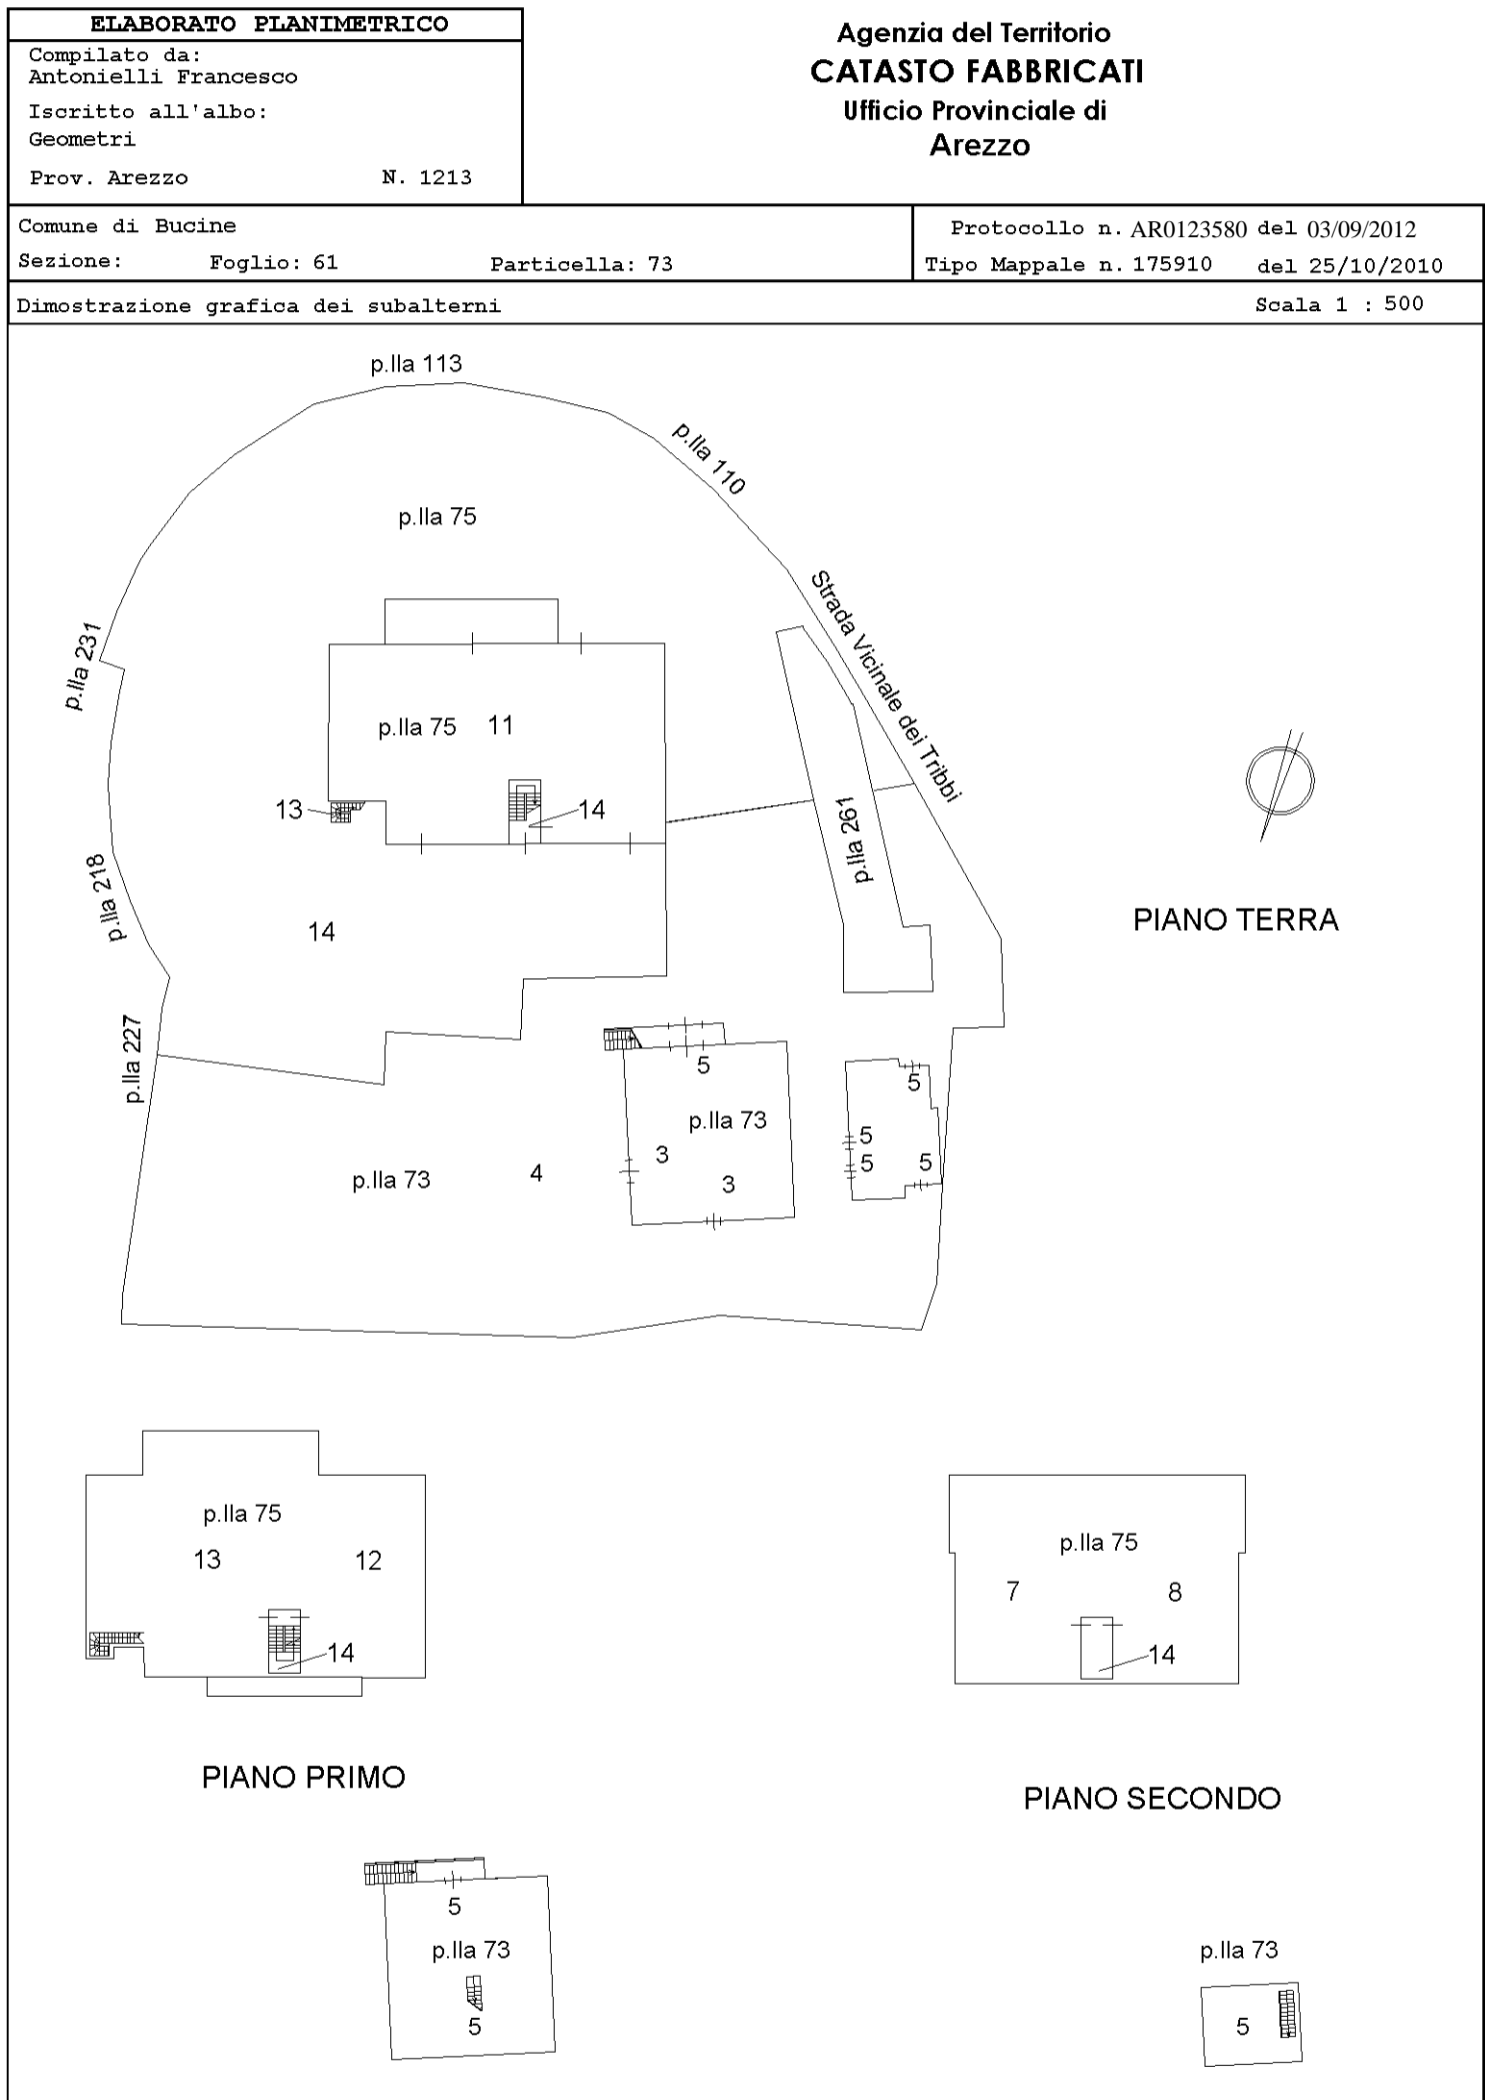 ELABORATO PLANIMETRICO
Compilato da:
Antonielli Francesco
Iscritto all'albo:
Geometri
Prov. Arezzo N. 1213
Agenzia del Territorio
CATASTO FABBRICATI
Ufficio Provinciale di
Arezzo
Comune di Bucine
Sezione: Foglio: 61 Particella: 73
Protocollo n. AR0123580 del 03/09/2012
Tipo Mappale n. 175910 del 25/10/2010
Dimostrazione grafica dei subalterni Scala 1 : 500
p.lla 113
p.lla 110
p.lla 75
Strada Vicinale dei Tribbi
p.lla 231
p.lla 75 11
13
14
p.lla 261
p.lla 218
14
PIANO TERRA
p.lla 227
5
5
p.lla 73
5
3
5
5
p.lla 73
4
3
p.lla 75
13 12
14
PIANO PRIMO
p.lla 75
7 8
14
PIANO SECONDO
5
p.lla 73
5
p.lla 73
5